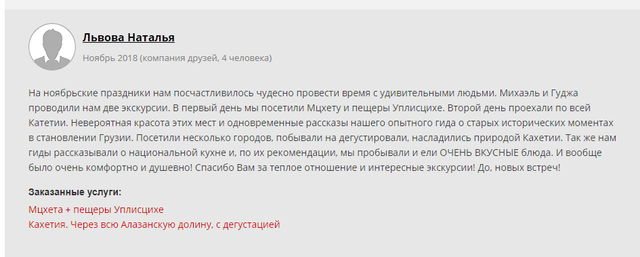 Львова Наталья
Ноябрь 2018 (компания друзей, 4 человека)
На ноябрьские праздники нам посчастливилось чудесно провести время с удивительными людьми. Михаэль и Гуджа
проводили нам две экскурсии. В первый день мы посетили Мцхету и пещеры Уплисцихе. Второй день проехали по всей
Катетии. Невероятная красота этих мест и одновременные рассказы нашего опытного гида о старых исторических моментах
в становлении Грузии. Посетили несколько городов, побывали на дегустировали, насладились природой Кахетии. Так же нам
гиды рассказывали о национальной кухне и, по их рекомендации, мы пробывали и ели ОЧЕНЬ ВКУСНЫЕ блюда. И вообще
было очень комфортно и душевно! Спасибо Вам за теплое отношение и интересные экскурсии! До, новых встреч!
Заказанные услуги:
Мцхета + пещеры Уплисцихе
Кахетия. Через всю Алазанскую долину, с дегустацией